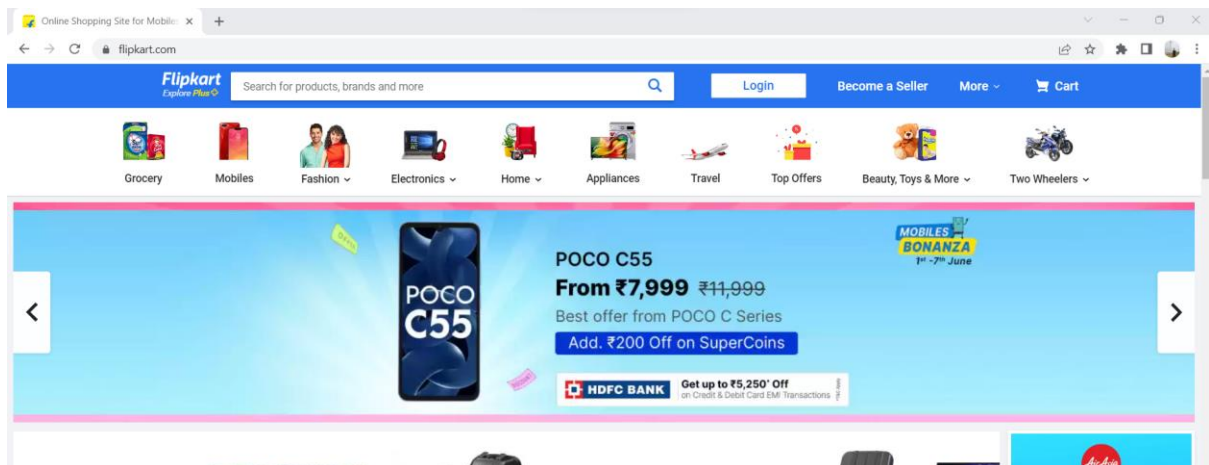 Online Shopping Site for Mobiles
flipkart.com
Flipkart
Explore Plus
Search for products, brands and more
Login
Become a Seller
More
Cart
Grocery
Mobiles
Fashion
Electronics
Home
Appliances
Travel
Top Offers
Beauty, Toys & More
Two Wheelers
MOBILES
BONANZA
1st -7th June
POCO C55
From ₹7,999 ₹11,999
Best offer from POCO C Series
Add. ₹200 Off on SuperCoins
HDFC BANK
Get up to ₹5,250* Off
on Credit & Debit Card EMI Transactions
POCO
C55
AirAsia